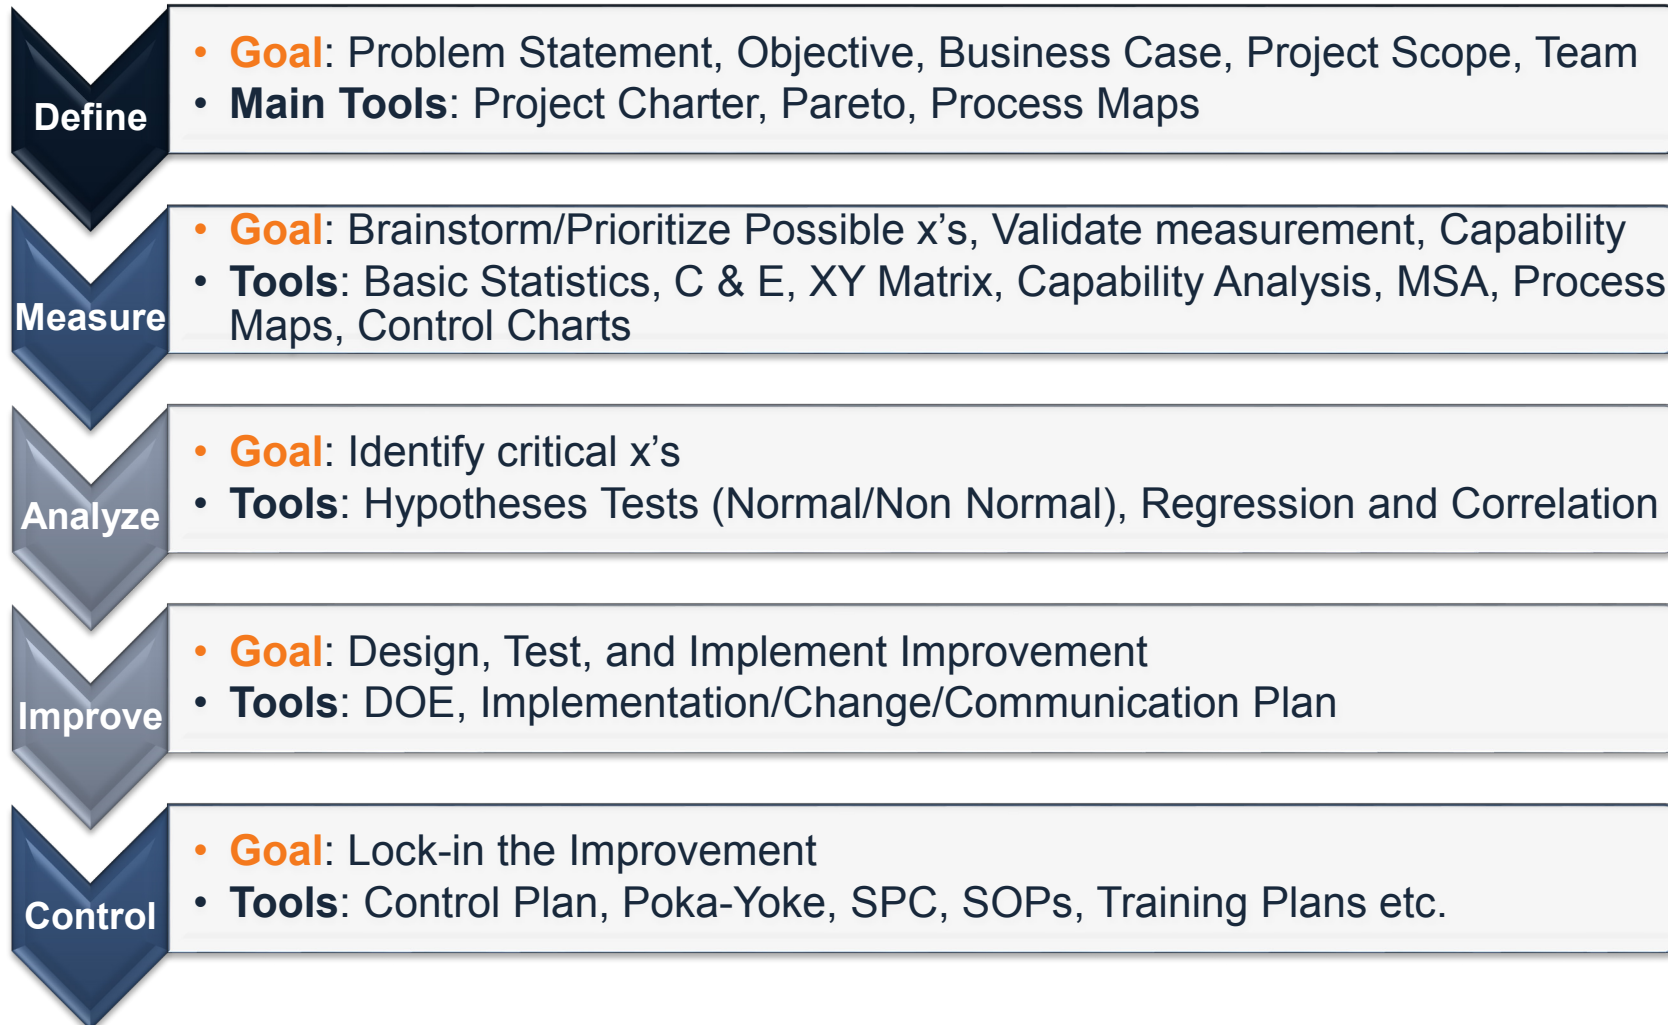 Define
• Goal: Problem Statement, Objective, Business Case, Project Scope, Team
• Main Tools: Project Charter, Pareto, Process Maps
Measure
• Goal: Brainstorm/Prioritize Possible x’s, Validate measurement, Capability
• Tools: Basic Statistics, C & E, XY Matrix, Capability Analysis, MSA, Process
Maps, Control Charts
Analyze
• Goal: Identify critical x’s
• Tools: Hypotheses Tests (Normal/Non Normal), Regression and Correlation
Improve
• Goal: Design, Test, and Implement Improvement
• Tools: DOE, Implementation/Change/Communication Plan
Control
• Goal: Lock-in the Improvement
• Tools: Control Plan, Poka-Yoke, SPC, SOPs, Training Plans etc.